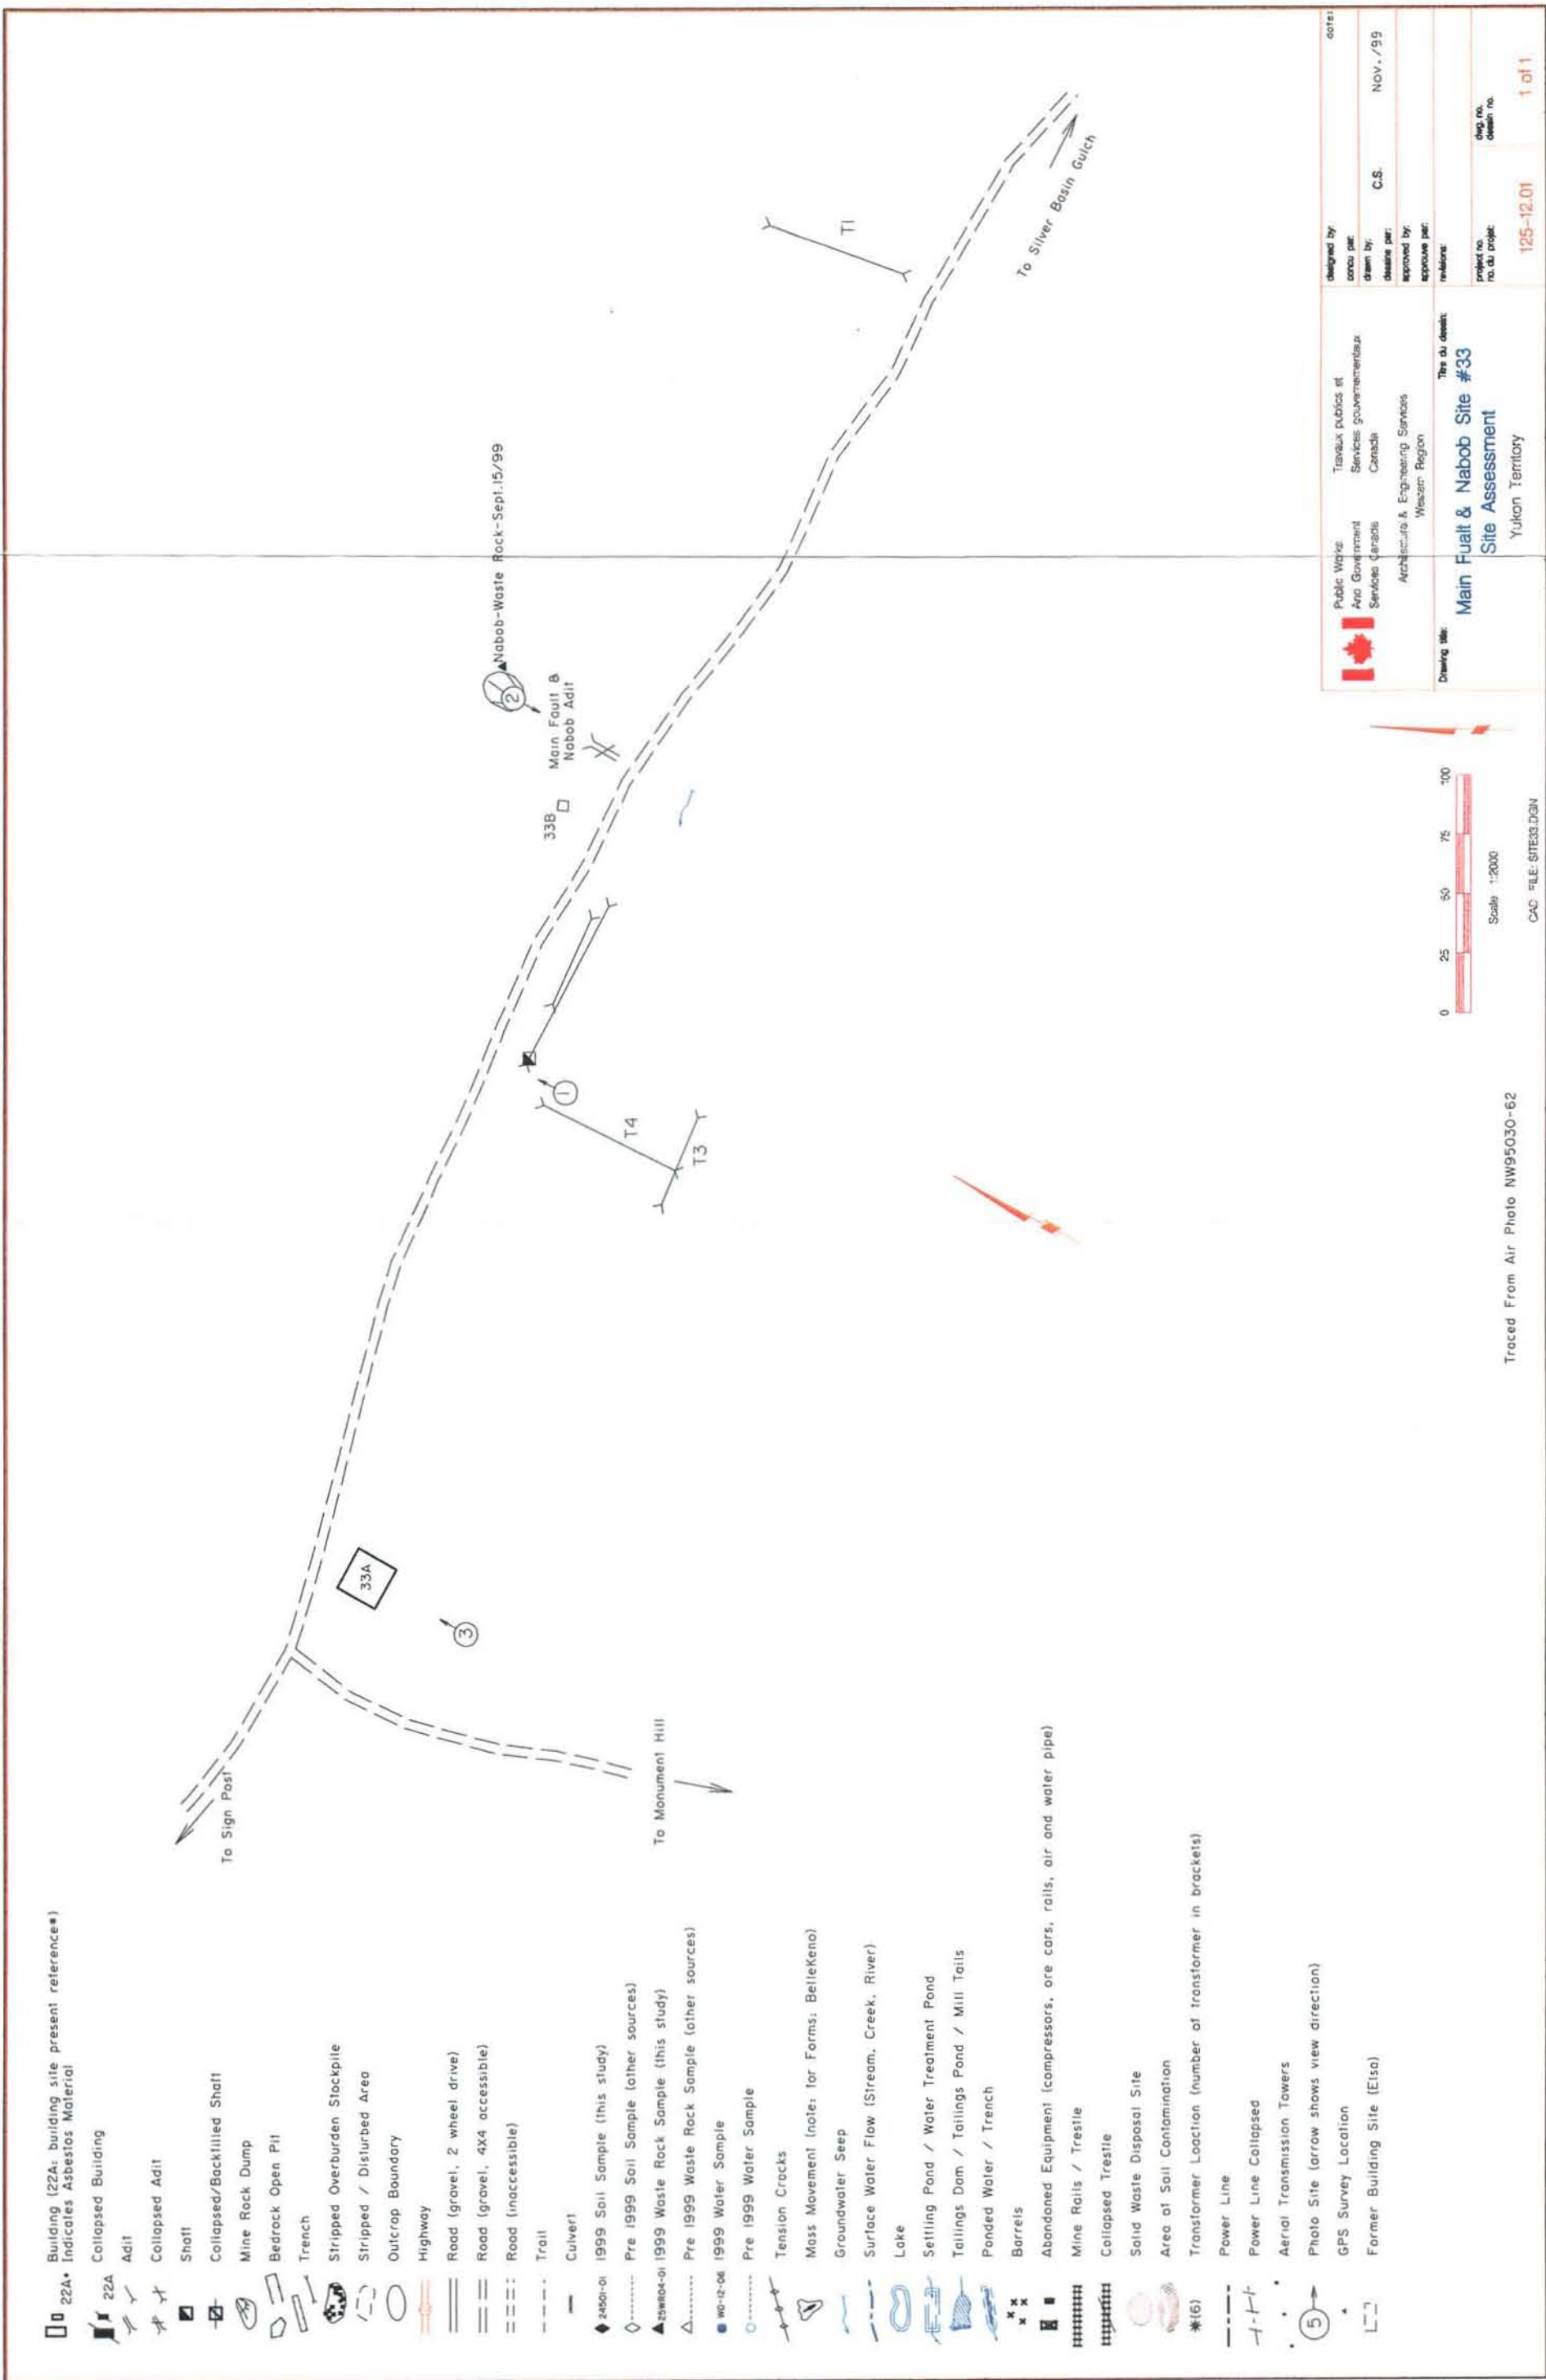 22A* Building (22A: building site present reference*)
Indicates Asbestos Material
22A Collapsed Building
Adit
Collapsed Adit
Shaft
Collapsed/Backfilled Shaft
Mine Rock Dump
Bedrock Open Pit
Trench
Stripped Overburden Stockpile
Stripped / Disturbed Area
Outcrop Boundary
Highway
Road (gravel, 2 wheel drive)
Road (gravel, 4X4 accessible)
Road (inaccessible)
Trail
Culvert
24S01-01 1999 Soil Sample (this study)
Pre 1999 Soil Sample (other sources)
25WR04-01 1999 Waste Rock Sample (this study)
Pre 1999 Waste Rock Sample (other sources)
WO-12-06 1999 Water Sample
Pre 1999 Water Sample
Tension Cracks
Mass Movement (note: for Forms: BelleKeno)
Groundwater Seep
Surface Water Flow (Stream, Creek, River)
Lake
Settling Pond / Water Treatment Pond
Tailings Dam / Tailings Pond / Mill Tails
Ponded Water / Trench
Barrels
Abandoned Equipment (compressors, ore cars, rails, air and water pipe)
Mine Rails / Trestle
Collapsed Trestle
Solid Waste Disposal Site
Area of Soil Contamination
*(6) Transformer Loaction (number of transformer in brackets)
Power Line
Power Line Collapsed
Aerial Transmission Towers
5 Photo Site (arrow shows view direction)
GPS Survey Location
Former Building Site (Elsa)
To Sign Post
To Monument Hill
33A
3
1
T4
T3
33B
Main Fault &
Nabob Adit
2
Nabob-Waste Rock-Sept.15/99
T1
To Silver Basin Gulch
Traced From Air Photo NW95030-62
0 25 50 75 100
Scale 1:2000
CAD FILE: SITE33.DGN
Public Works
And Government
Services Canada
Travaux publics et
Services gouvernementaux
Canada
Architectural & Engineering Services
Western Region
Drawing title:
Titre du dessin:
Main Fualt & Nabob Site #33
Site Assessment
Yukon Territory
designed by:
concu par:
date:
drawn by:
dessine par:
C.S.
Nov./99
approved by:
approuve par:
revisions:
project no.
no. du projet:
125-12.01
dwg. no.
dessin no.
1 of 1